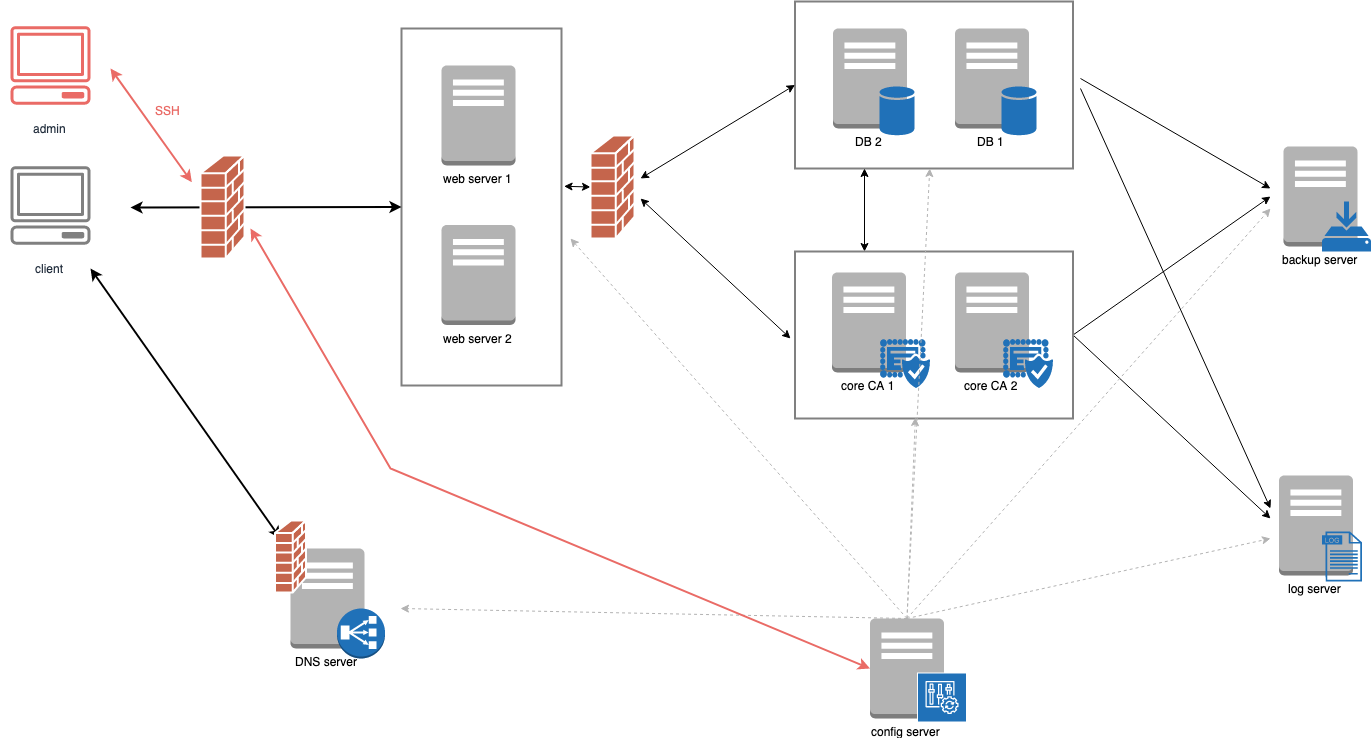 admin
SSH
client
web server 1
web server 2
DB 2
DB 1
core CA 1
core CA 2
backup server
LOG
log server
DNS server
config server